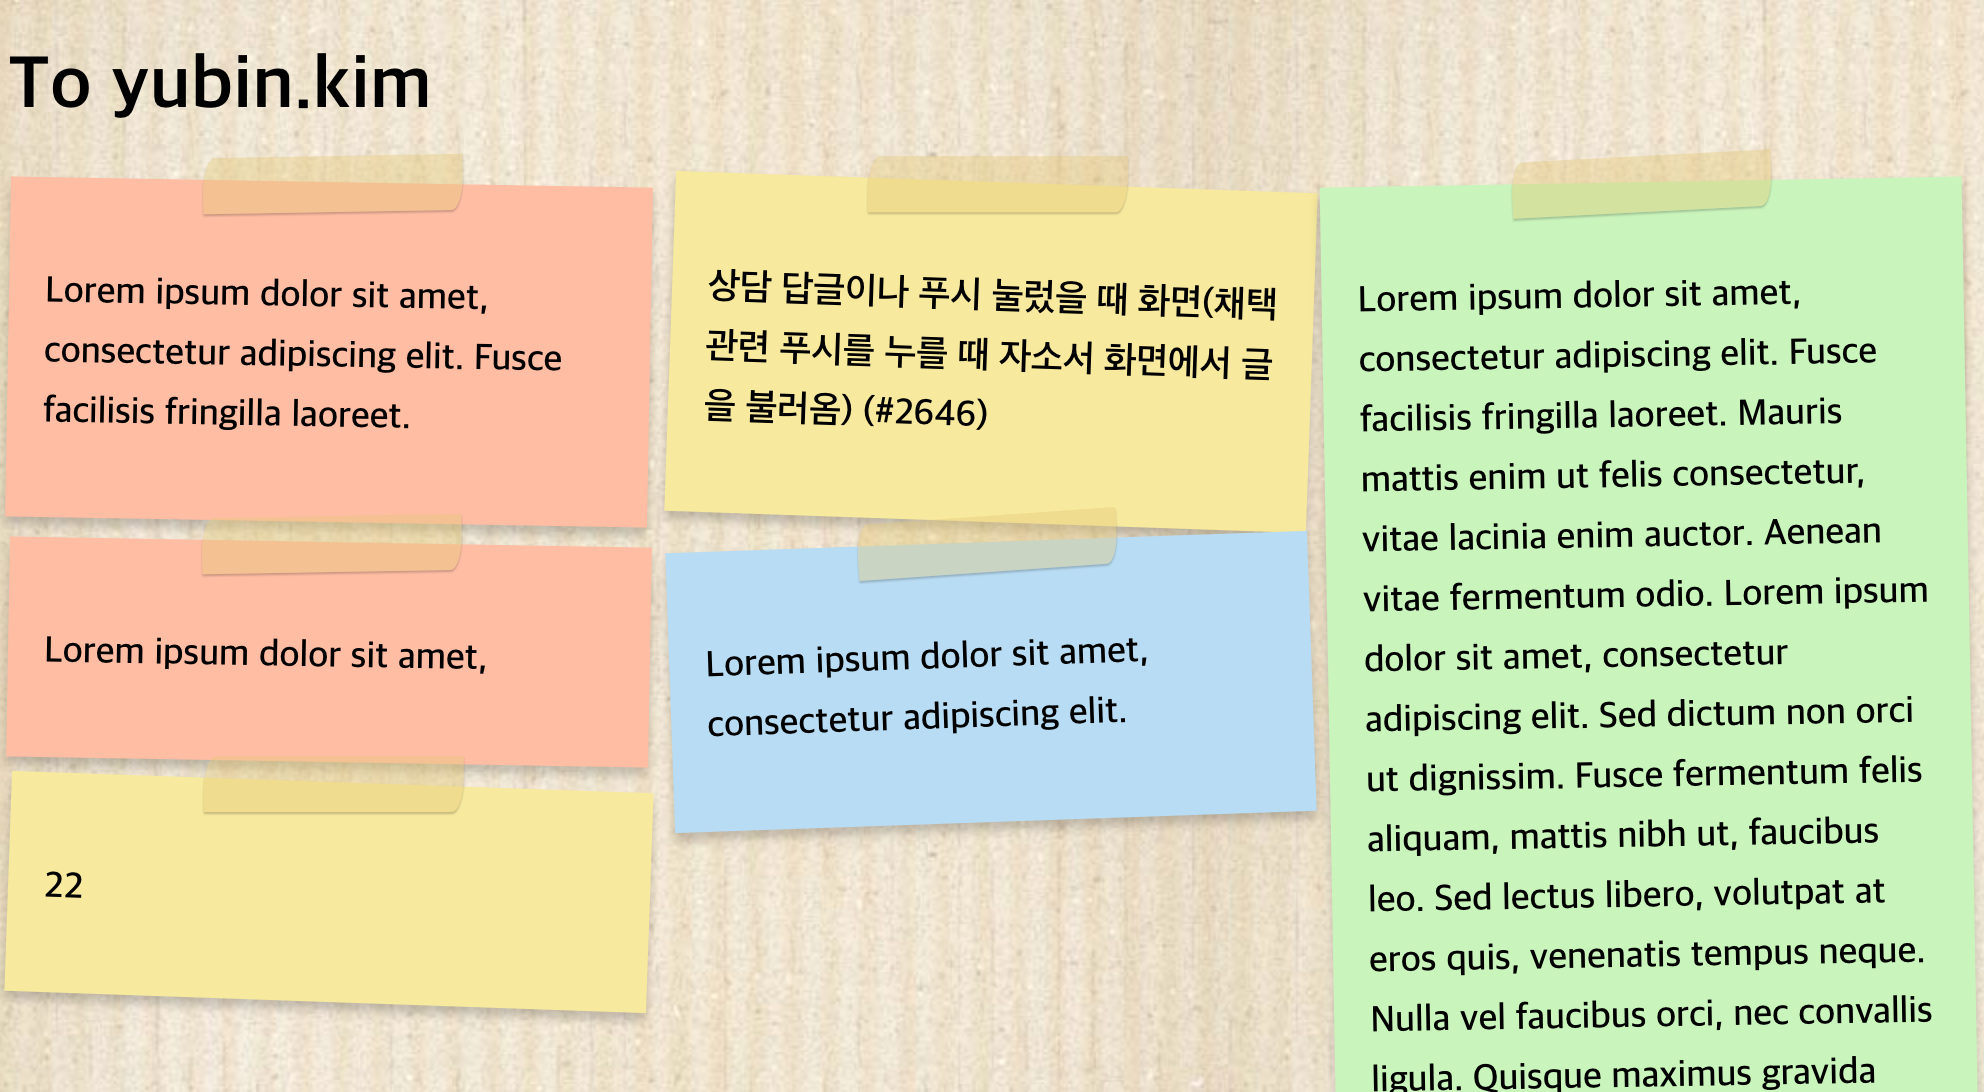 To yubin.kim
Lorem ipsum dolor sit amet,
consectetur adipiscing elit. Fusce
facilisis fringilla laoreet.
Lorem ipsum dolor sit amet,
22
상담 답글이나 푸시 눌렀을 때 화면(채택
관련 푸시를 누를 때 자소서 화면에서 글
을 불러옴) (#2646)
Lorem ipsum dolor sit amet,
consectetur adipiscing elit.
Lorem ipsum dolor sit amet,
consectetur adipiscing elit. Fusce
facilisis fringilla laoreet. Mauris
mattis enim ut felis consectetur,
vitae lacinia enim auctor. Aenean
vitae fermentum odio. Lorem ipsum
dolor sit amet, consectetur
adipiscing elit. Sed dictum non orci
ut dignissim. Fusce fermentum felis
aliquam, mattis nibh ut, faucibus
leo. Sed lectus libero, volutpat at
eros quis, venenatis tempus neque.
Nulla vel faucibus orci, nec convallis
ligula. Quisque maximus gravida